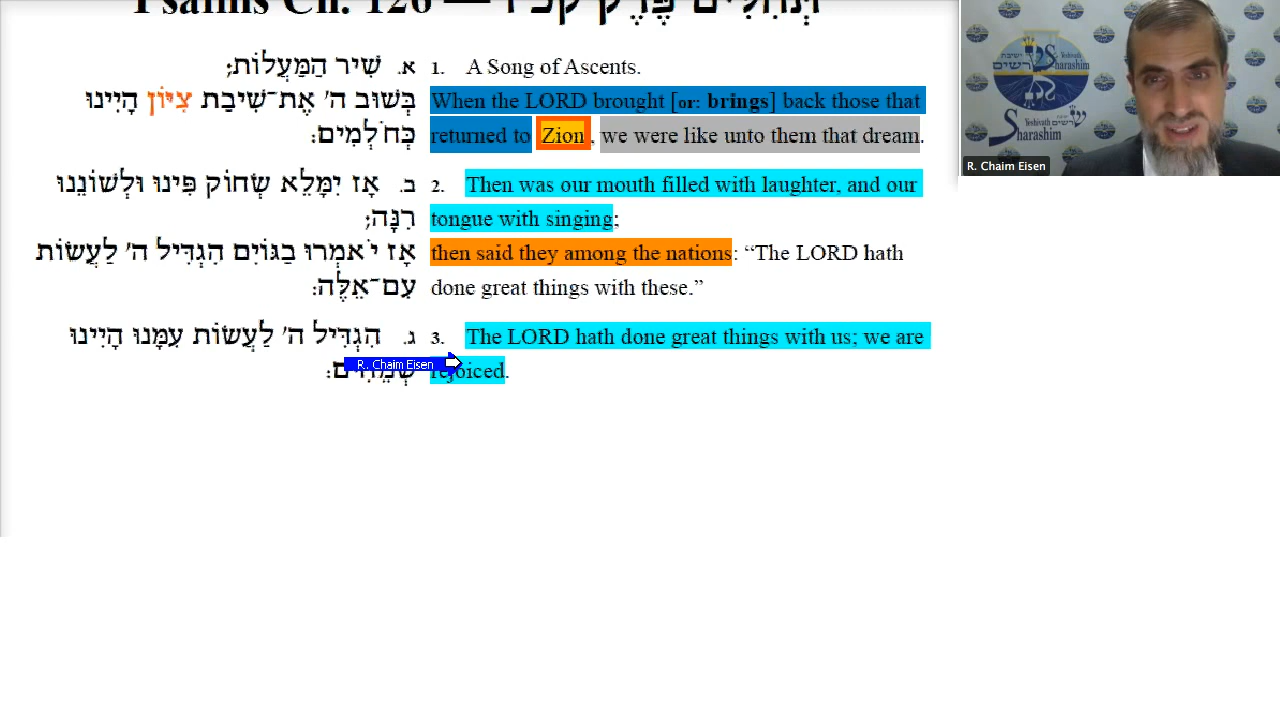 Psalms Ch. 126 — תְּהִלִּים פֶּרֶק קכ״ו
א. שִׁיר הַמַּעֲלוֹת;
1. A Song of Ascents.
בְּשׁוּב ה' אֶת־שִׁיבַת צִיּוֹן הָיִינוּ
When the LORD brought [or: brings] back those that
כְּחֹלְמִים:
returned to Zion, we were like unto them that dream.
ב. אָז יִמָּלֵא שְׂחוֹק פִּינוּ וּלְשׁוֹנֵנוּ
2. Then was our mouth filled with laughter, and our
רִנָּה;
tongue with singing;
אָז יֹאמְרוּ בַגּוֹיִם הִגְדִּיל ה' לַעֲשׂוֹת
then said they among the nations: “The LORD hath
עִם־אֵלֶּה:
done great things with these.”
ג. הִגְדִּיל ה' לַעֲשׂוֹת עִמָּנוּ הָיִינוּ
3. The LORD hath done great things with us; we are
שְׂמֵחִים:
rejoiced.
R. Chaim Eisen
Sharashim
ישיבת שרשים
Yeshivath
Sharashim
R. Chaim Eisen